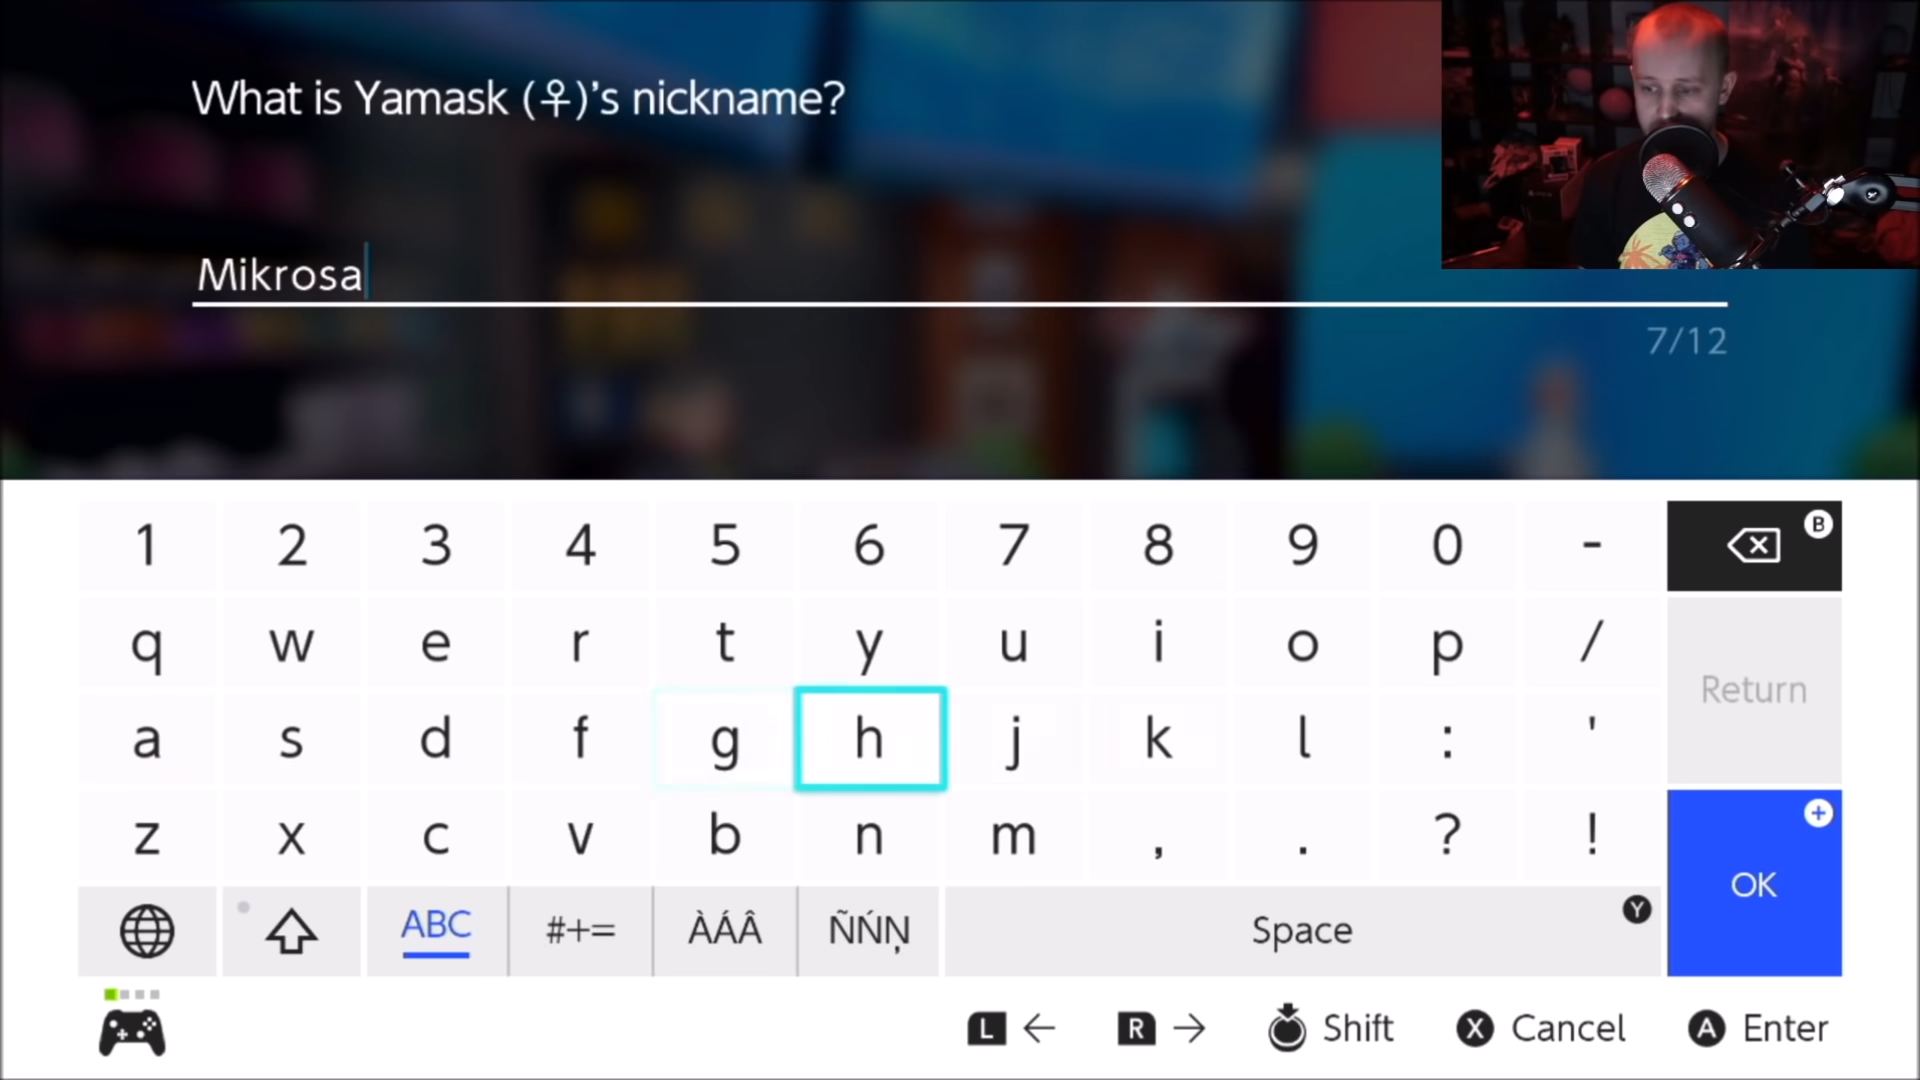 What is Yamask (♀)'s nickname?
Mikrosa
7/12
1 2 3 4 5 6 7 8 9 0 - B
q w e r t y u i o p / Return
a s d f g h j k l : '
z x c v b n m , . ? ! + OK
ABC #+= ÀÁÂ ÑŃŅ Space Y
L ← R → Shift X Cancel A Enter